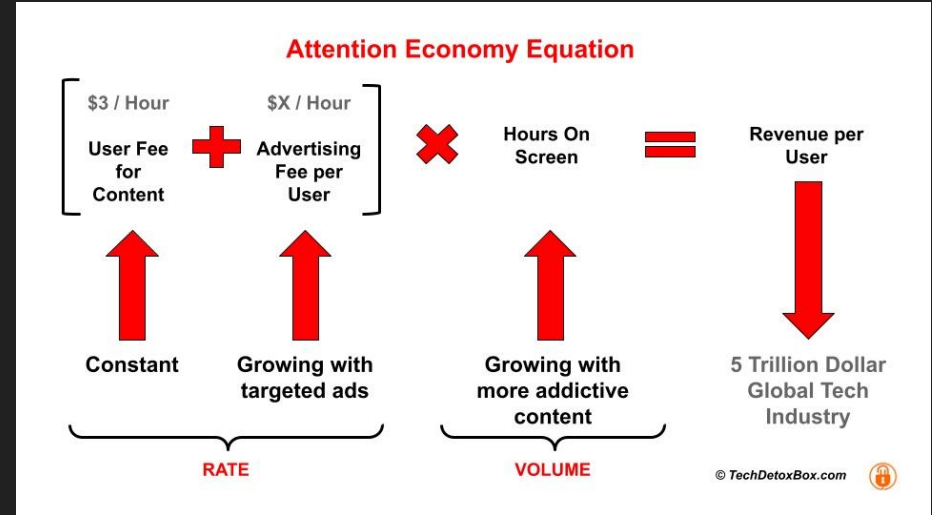 Attention Economy Equation
$3 / Hour
User Fee
for
Content
$X / Hour
Advertising
Fee per
User
Hours On
Screen
Revenue per
User
Constant
Growing with
targeted ads
Growing with
more addictive
content
5 Trillion Dollar
Global Tech
Industry
RATE
VOLUME
© TechDetoxBox.com